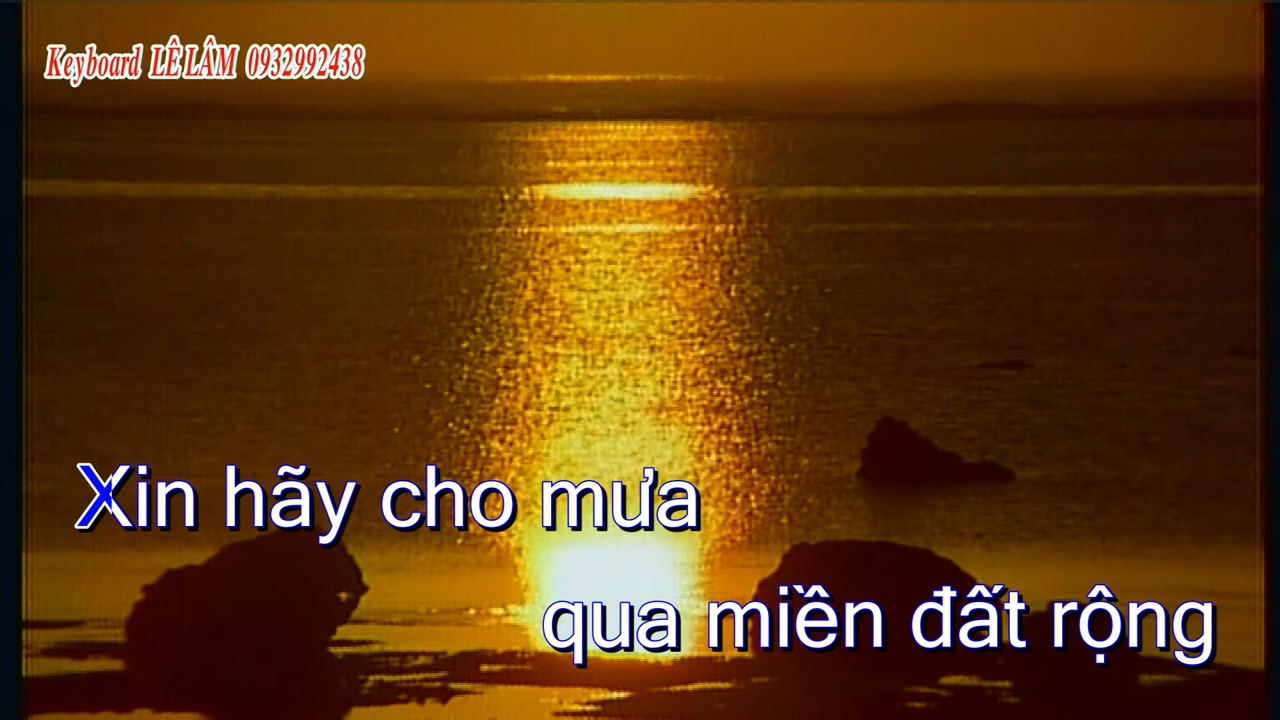 Keyboard LÊ LÂM 0932992438
Xin hãy cho mưa
qua miền đất rộng